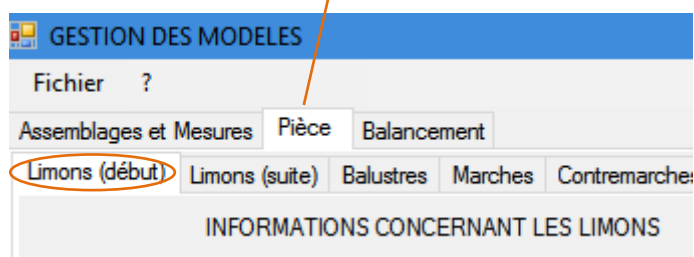 GESTION DES MODELES
Fichier ?
Assemblages et Mesures Pièce Balancement
Limons (début) Limons (suite) Balustres Marches Contremarches
INFORMATIONS CONCERNANT LES LIMONS